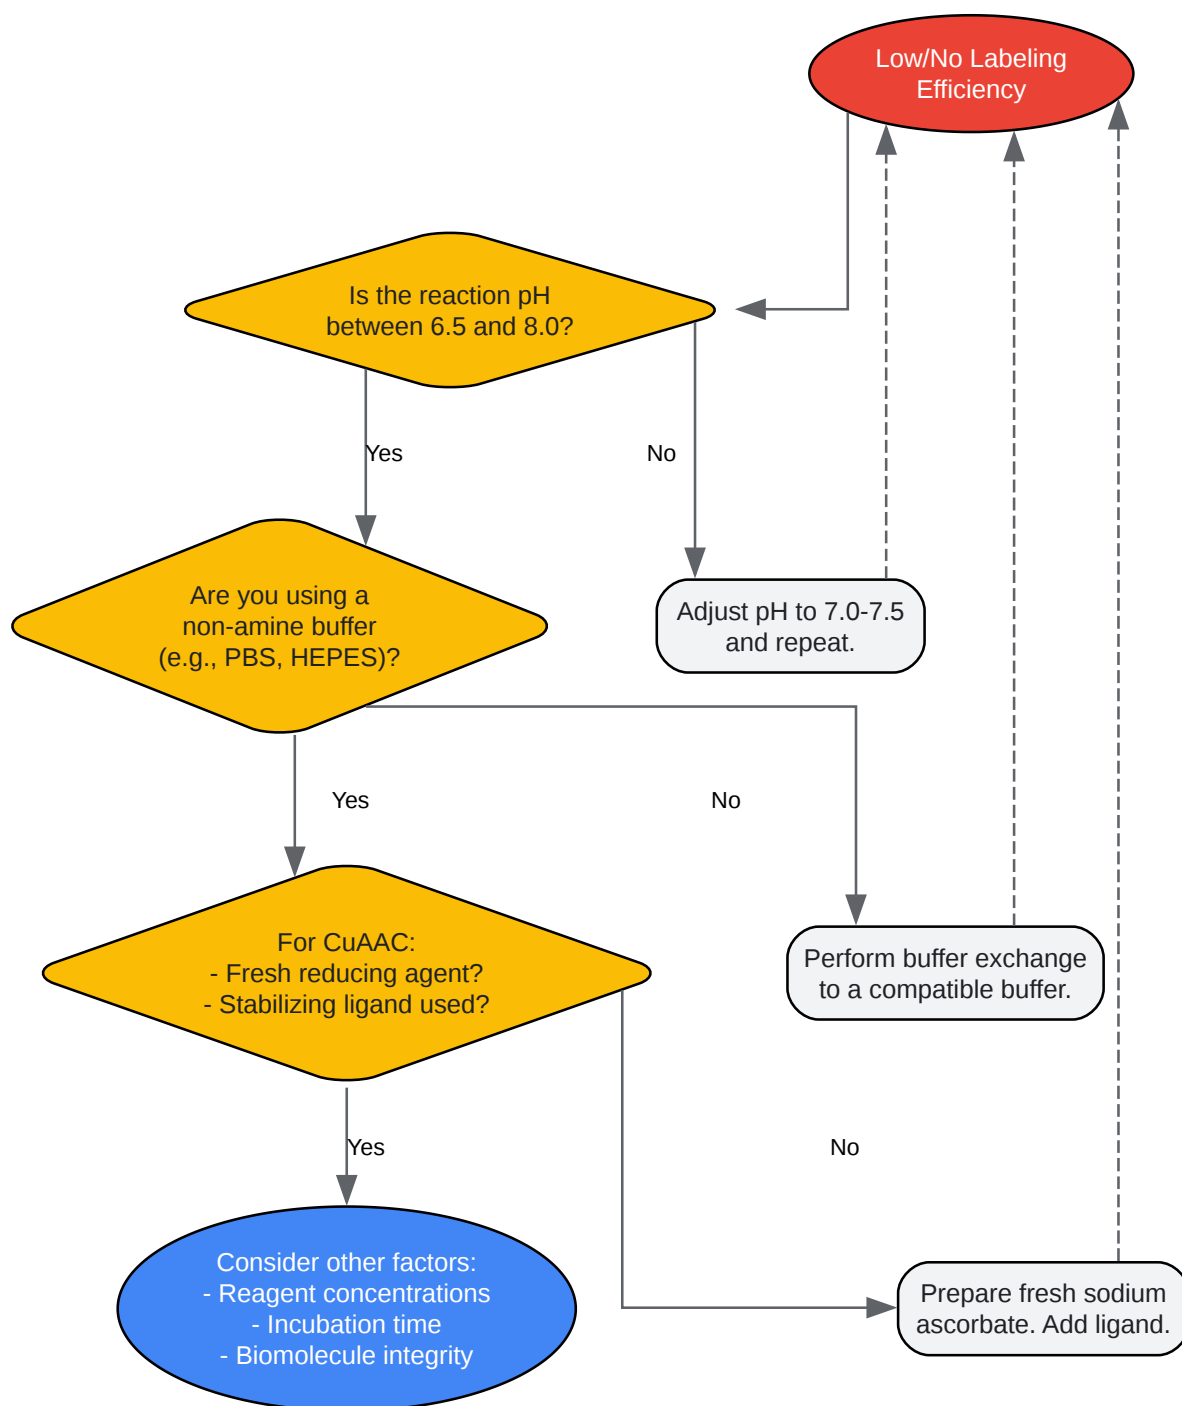 Low/No Labeling
Efficiency
Is the reaction pH
between 6.5 and 8.0?
Yes
No
Are you using a
non-amine buffer
(e.g., PBS, HEPES)?
Adjust pH to 7.0-7.5
and repeat.
Yes
No
For CuAAC:
- Fresh reducing agent?
- Stabilizing ligand used?
Perform buffer exchange
to a compatible buffer.
Yes
No
Consider other factors:
- Reagent concentrations
- Incubation time
- Biomolecule integrity
Prepare fresh sodium
ascorbate. Add ligand.